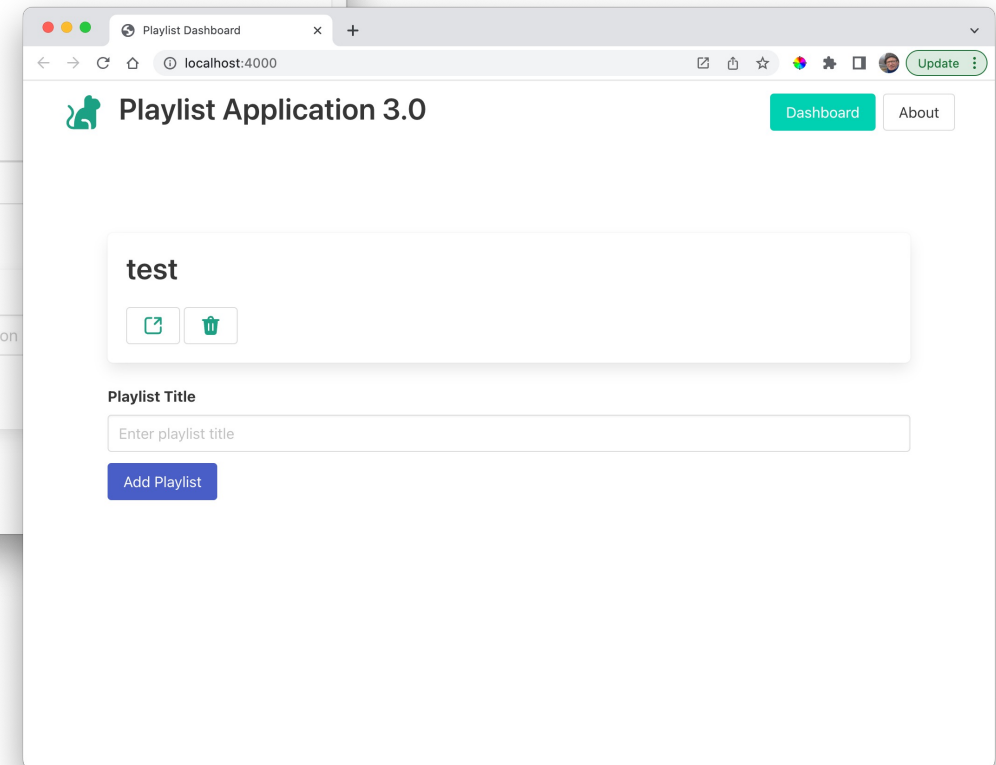 Playlist Dashboard
localhost:4000
Update
Playlist Application 3.0
Dashboard
About
test
on
Playlist Title
Enter playlist title
Add Playlist